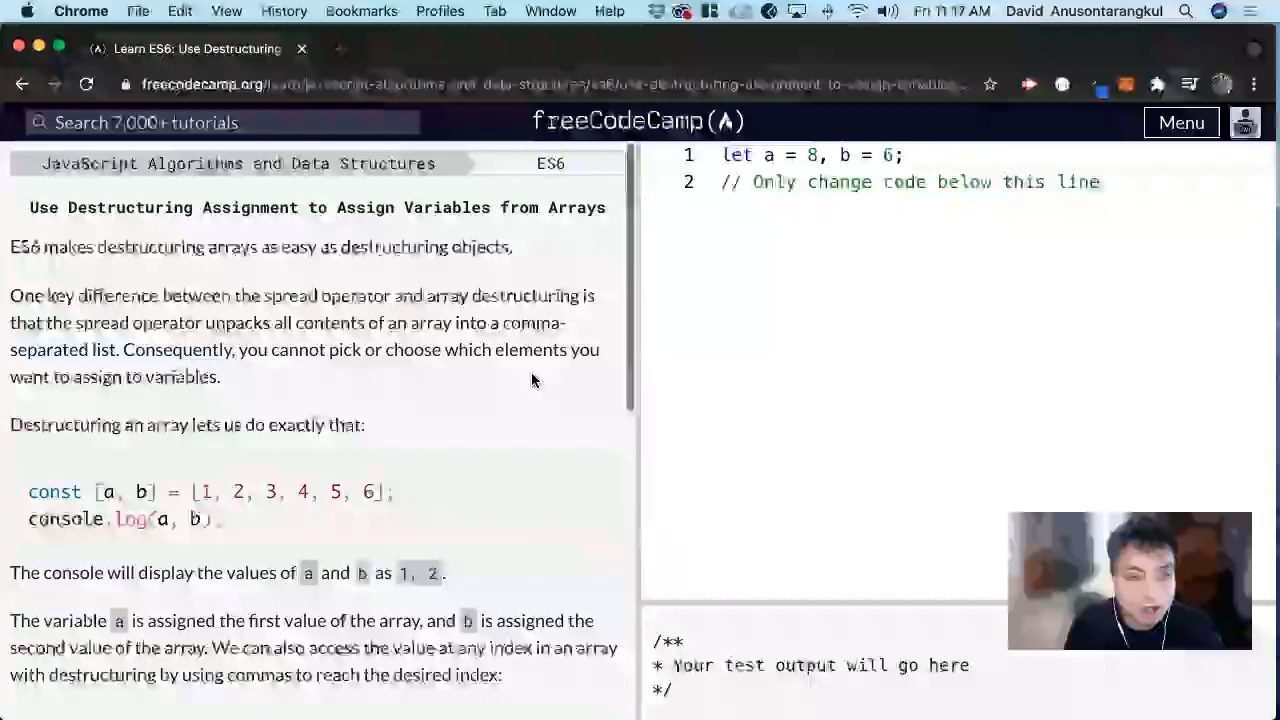 Chrome File Edit View History Bookmarks Profiles Tab Window Help Fri 11:17 AM David Anusontarangkul
Learn ES6: Use Destructuring
freecodecamp.org
Search 7,000+ tutorials
freeCodeCamp(
Menu
JavaScript Algorithms and Data Structures ES6
Use Destructuring Assignment to Assign Variables from Arrays
ES6 makes destructuring arrays as easy as destructuring objects.
One key difference between the spread operator and array destructuring is
that the spread operator unpacks all contents of an array into a comma-
separated list. Consequently, you cannot pick or choose which elements you
want to assign to variables.
Destructuring an array lets us do exactly that:
const [a, b] = [1, 2, 3, 4, 5, 6];
console.log(a, b);
The console will display the values of a and b as 1, 2.
The variable a is assigned the first value of the array, and b is assigned the
second value of the array. We can also access the value at any index in an array
with destructuring by using commas to reach the desired index:
1 let a = 8, b = 6;
2 // Only change code below this line
/**
* Your test output will go here
*/